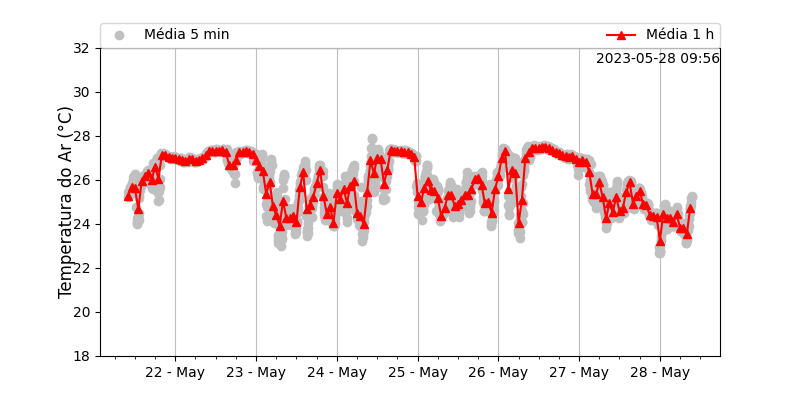 Média 5 min
Média 1 h
2023-05-28 09:56
Temperatura do Ar (°C)
32
30
28
26
24
22
20
18
22 - May
23 - May
24 - May
25 - May
26 - May
27 - May
28 - May